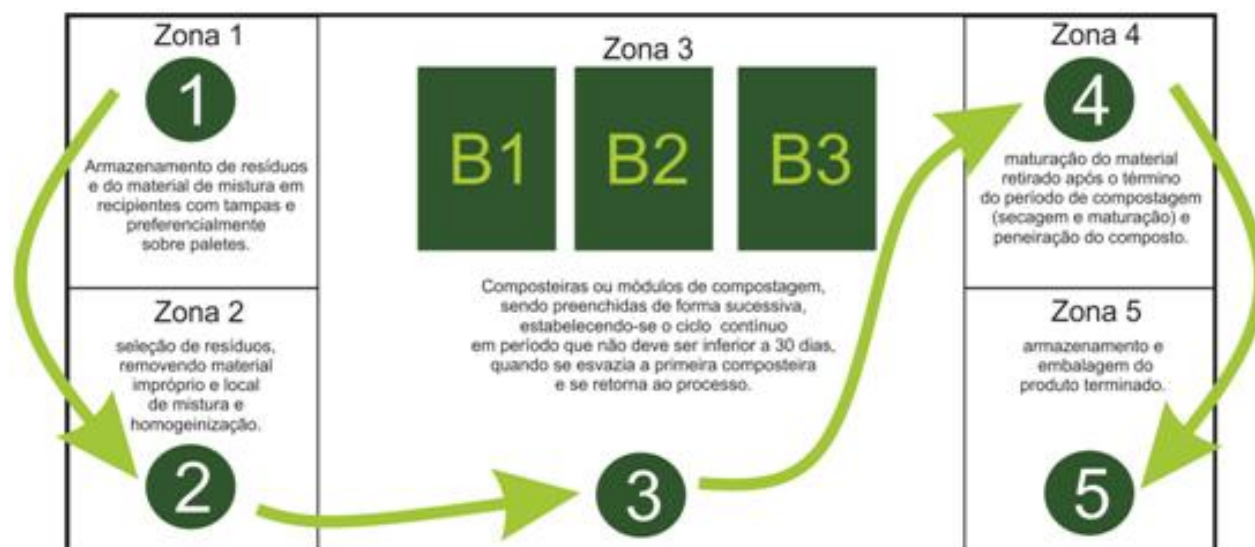 Zona 1
1
Armazenamento de resíduos
e do material de mistura em
recipientes com tampas e
preferencialmente
sobre paletes.
Zona 2
seleção de resíduos,
removendo material
impróprio e local
de mistura e
homogeinização.
2
Zona 3
B1
B2
B3
Composteiras ou módulos de compostagem,
sendo preenchidas de forma sucessiva,
estabelecendo-se o ciclo contínuo
em período que não deve ser inferior a 30 dias,
quando se esvazia a primeira composteira
e se retorna ao processo.
3
Zona 4
4
maturação do material
retirado após o término
do período de compostagem
(secagem e maturação) e
peneiração do composto.
Zona 5
armazenamento e
embalagem do
produto terminado.
5